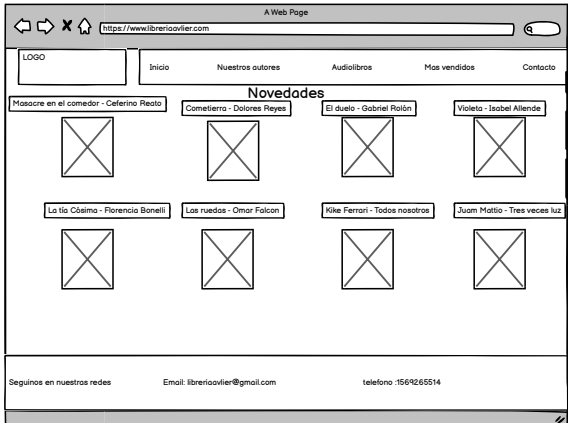 A Web Page
https://www.libreriaavlier.com
LOGO
Inicio
Nuestros autores
Audiolibros
Mas vendidos
Contacto
Novedades
Masacre en el comedor - Ceferino Reato
Cometierra - Dolores Reyes
El duelo - Gabriel Rolón
Violeta - Isabel Allende
La tía Cósima - Florencia Bonelli
Las ruedas - Omar Falcon
Kike Ferrari - Todos nosotros
Juam Mattio - Tres veces luz
Seguinos en nuestras redes
Email: libreriaavlier@gmail.com
telefono :1569265514